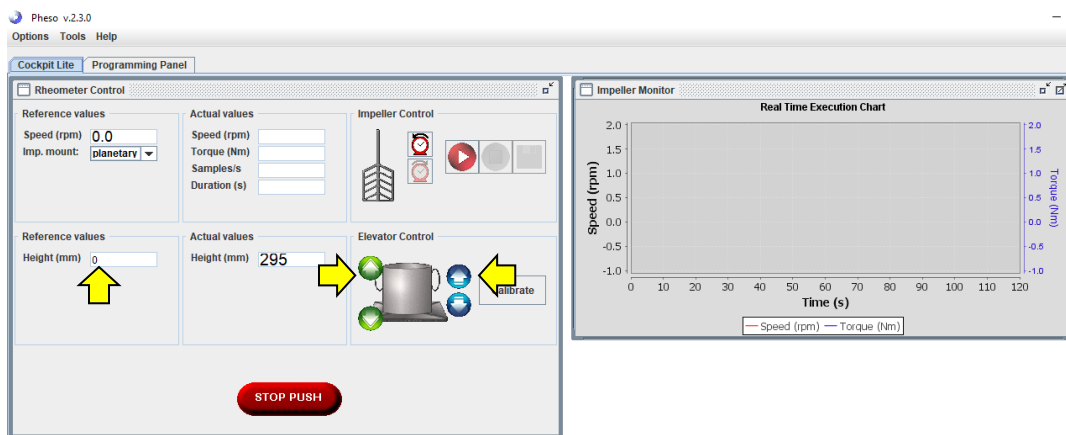 Pheso v.2.3.0
Options Tools Help
Cockpit Lite Programming Panel
Rheometer Control
Reference values
Speed (rpm) 0.0
Imp. mount: planetary
Actual values
Speed (rpm)
Torque (Nm)
Samples/s
Duration (s)
Impeller Control
Reference values
Height (mm) 0
Actual values
Height (mm) 295
Elevator Control
alibrate
STOP PUSH
Impeller Monitor
Real Time Execution Chart
2.0
1.5
1.0
0.5
0.0
-0.5
-1.0
Speed (rpm)
2.0
1.5
1.0
0.5
0.0
-0.5
-1.0
Torque (Nm)
0 10 20 30 40 50 60 70 80 90 100 110 120
Time (s)
Speed (rpm) Torque (Nm)